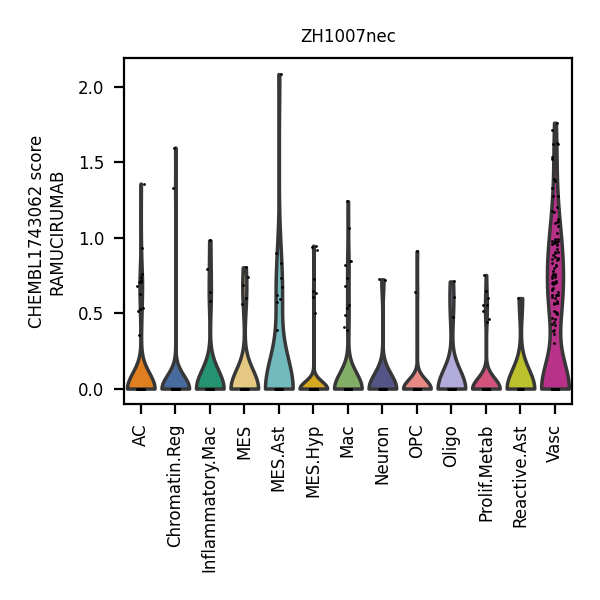 ZH1007nec
CHEMBL1743062 score
RAMUCIRUMAB
2.0
1.5
1.0
0.5
0.0
AC
Chromatin.Reg
Inflammatory.Mac
MES
MES.Ast
MES.Hyp
Mac
Neuron
OPC
Oligo
Prolif.Metab
Reactive.Ast
Vasc